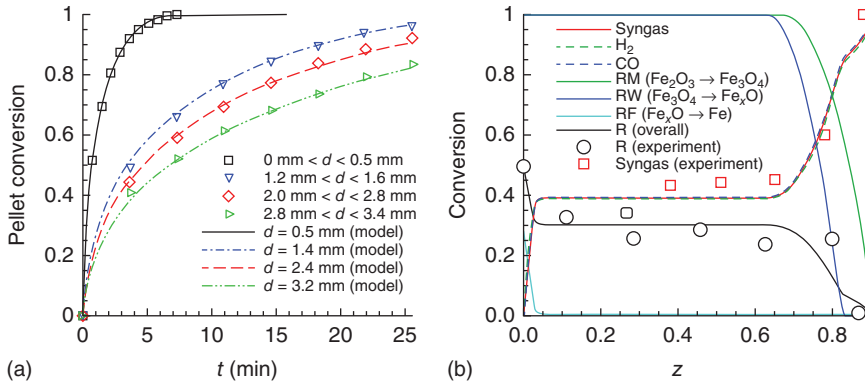 1
0.8
0.6
0.4
0.2
0
Pellet conversion
0 mm < d < 0.5 mm
1.2 mm < d < 1.6 mm
2.0 mm < d < 2.8 mm
2.8 mm < d < 3.4 mm
d = 0.5 mm (model)
d = 1.4 mm (model)
d = 2.4 mm (model)
d = 3.2 mm (model)
0 5 10 15 20 25
t (min)
(a)
1
0.8
0.6
0.4
0.2
0
Conversion
Syngas
H2
CO
RM (Fe2O3 → Fe3O4)
RW (Fe3O4 → FexO)
RF (FexO → Fe)
R (overall)
R (experiment)
Syngas (experiment)
0.0 0.2 0.4 0.6 0.8
z
(b)